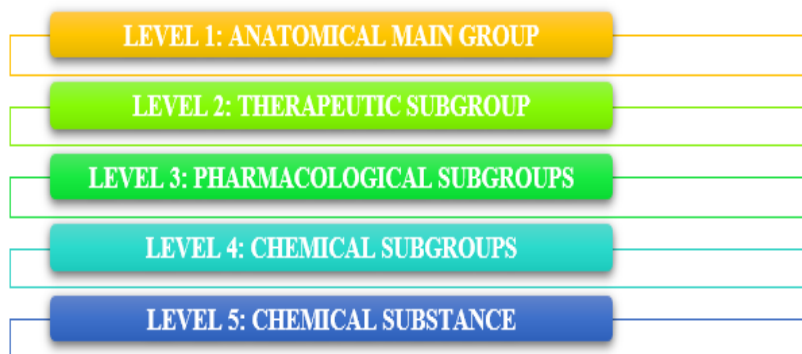 LEVEL 1: ANATOMICAL MAIN GROUP
LEVEL 2: THERAPEUTIC SUBGROUP
LEVEL 3: PHARMACOLOGICAL SUBGROUPS
LEVEL 4: CHEMICAL SUBGROUPS
LEVEL 5: CHEMICAL SUBSTANCE